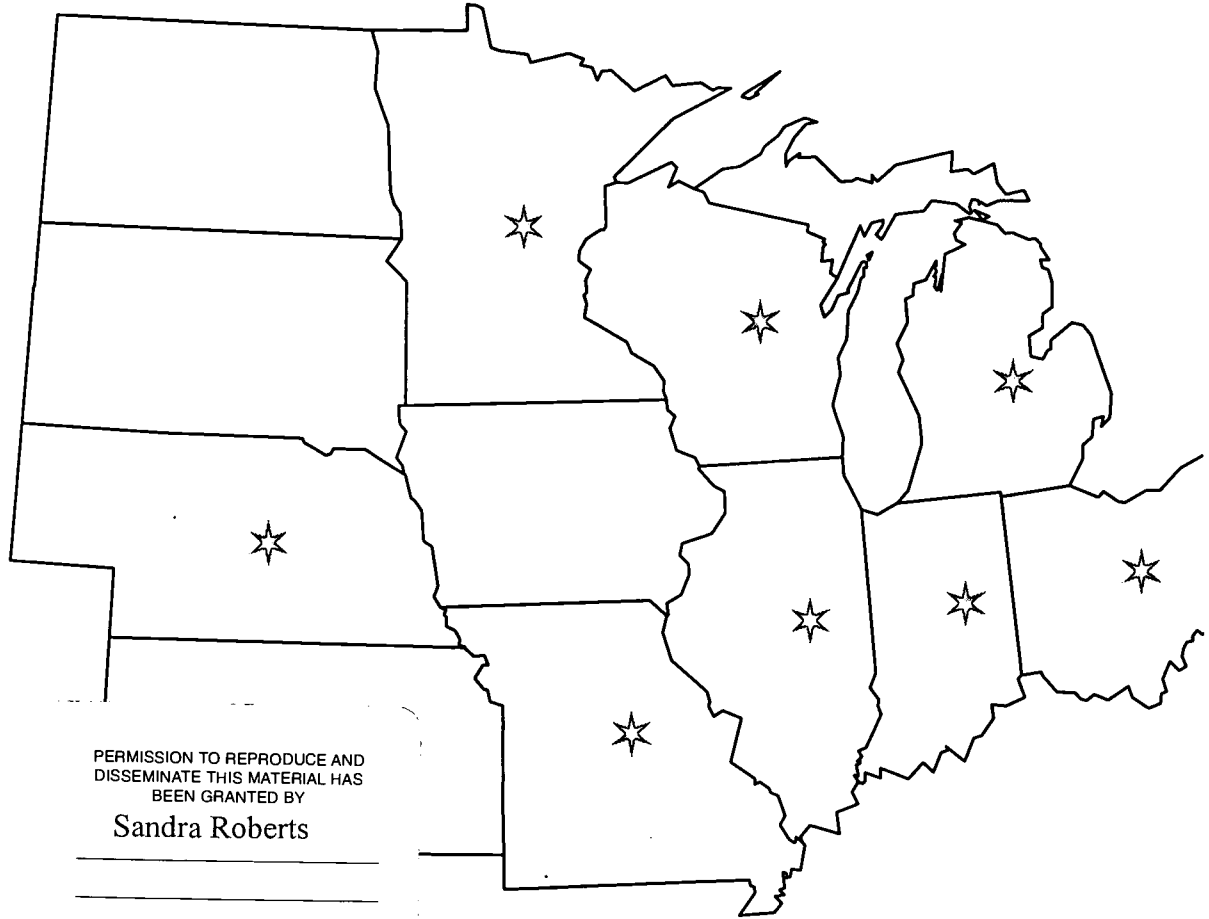 PERMISSION TO REPRODUCE AND
DISSEMINATE THIS MATERIAL HAS
BEEN GRANTED BY
Sandra Roberts